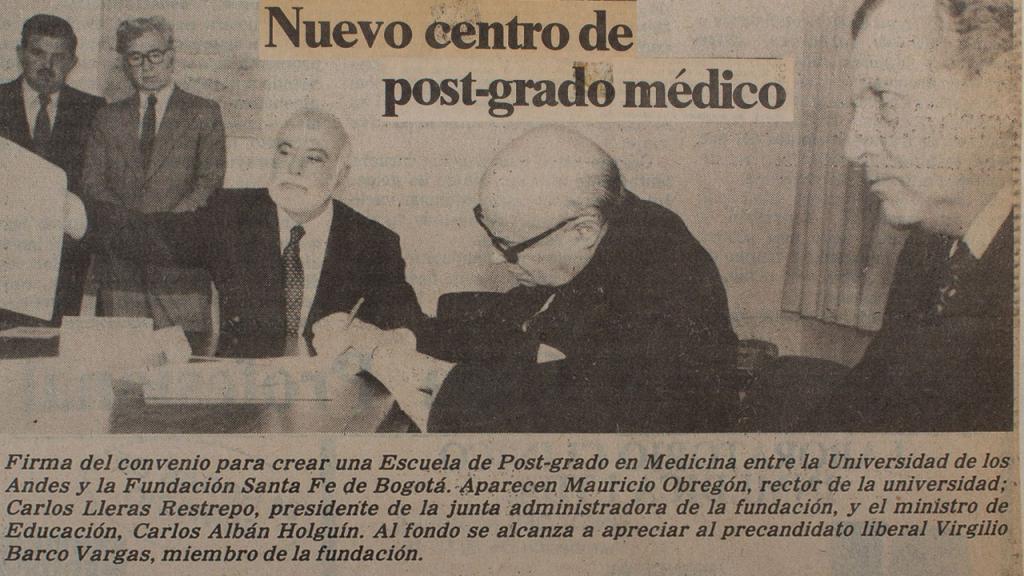 Nuevo centro de
post-grado médico
Firma del convenio para crear una Escuela de Post-grado en Medicina entre la Universidad de los
Andes y la Fundación Santa Fe de Bogotá. Aparecen Mauricio Obregón, rector de la universidad;
Carlos Lleras Restrepo, presidente de la junta administradora de la fundación, y el ministro de
Educación, Carlos Albán Holguín. Al fondo se alcanza a apreciar al precandidato liberal Virgilio
Barco Vargas, miembro de la fundación.